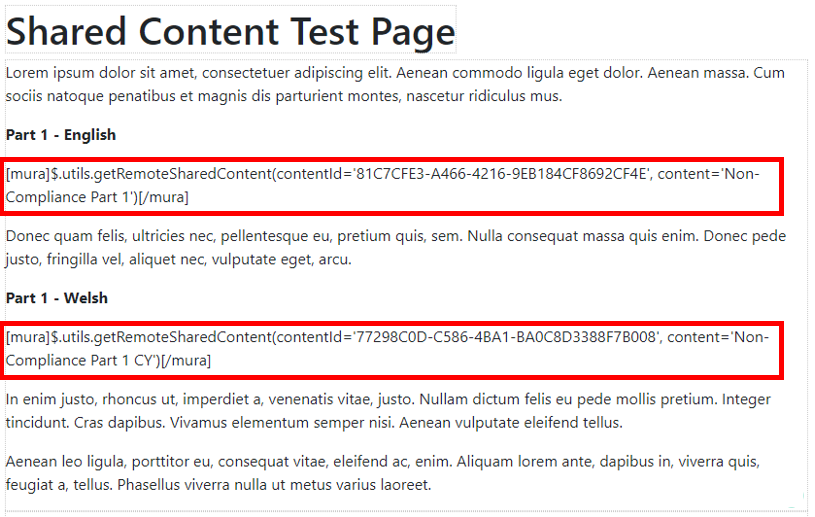 Shared Content Test Page
Lorem ipsum dolor sit amet, consectetuer adipiscing elit. Aenean commodo ligula eget dolor. Aenean massa. Cum
sociis natoque penatibus et magnis dis parturient montes, nascetur ridiculus mus.
Part 1 - English
[mura]$.utils.getRemoteSharedContent(contentId='81C7CFE3-A466-4216-9EB184CF8692CF4E', content='Non-
Compliance Part 1')[/mura]
Donec quam felis, ultricies nec, pellentesque eu, pretium quis, sem. Nulla consequat massa quis enim. Donec pede
justo, fringilla vel, aliquet nec, vulputate eget, arcu.
Part 1 - Welsh
[mura]$.utils.getRemoteSharedContent(contentId='77298C0D-C586-4BA1-BA0C8D3388F7B008', content='Non-
Compliance Part 1 CY')[/mura]
In enim justo, rhoncus ut, imperdiet a, venenatis vitae, justo. Nullam dictum felis eu pede mollis pretium. Integer
tincidunt. Cras dapibus. Vivamus elementum semper nisi. Aenean vulputate eleifend tellus.
Aenean leo ligula, porttitor eu, consequat vitae, eleifend ac, enim. Aliquam lorem ante, dapibus in, viverra quis,
feugiat a, tellus. Phasellus viverra nulla ut metus varius laoreet.